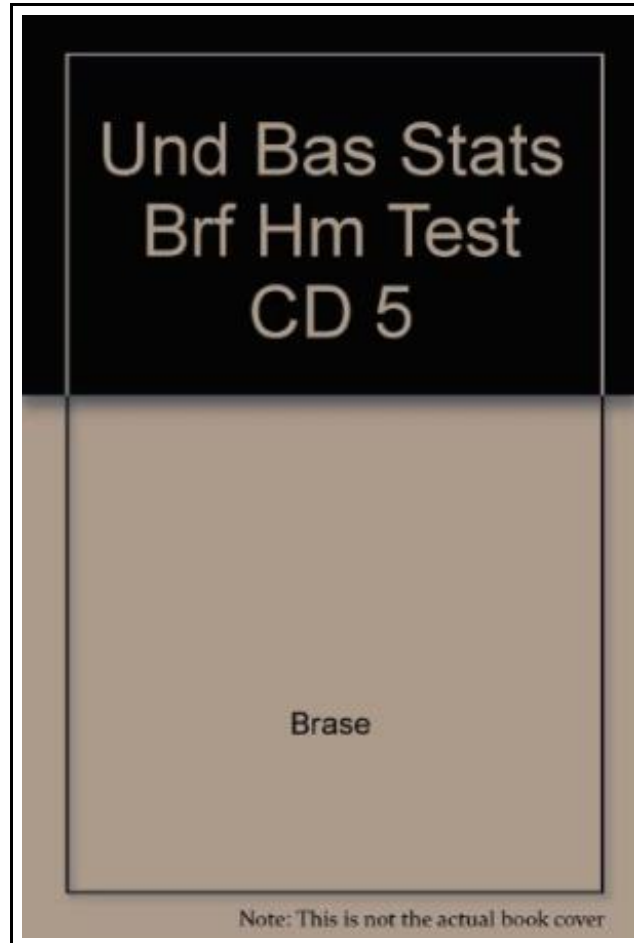 Und Bas Stats
Brf Hm Test
CD 5
Brase
Note: This is not the actual book cover